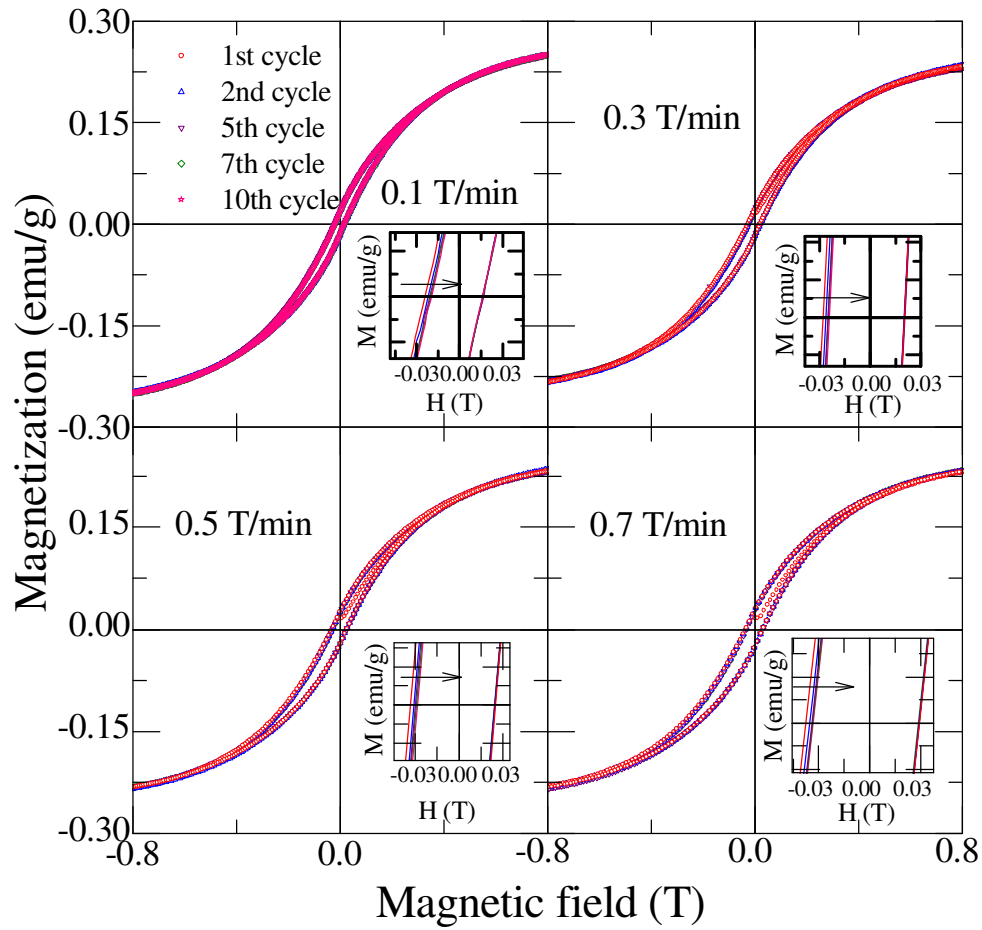 0.30
1st cycle
2nd cycle
5th cycle
7th cycle
10th cycle
0.15
0.00
-0.15
-0.30
0.1 T/min
M (emu/g)
-0.03 0.00 0.03
H (T)
0.3 T/min
M (emu/g)
-0.03 0.00 0.03
H (T)
Magnetization (emu/g)
0.5 T/min
0.15
0.00
-0.15
-0.30
M (emu/g)
-0.03 0.00 0.03
H (T)
0.7 T/min
M (emu/g)
-0.03 0.00 0.03
H (T)
-0.8 0.0 -0.8 0.0 0.8
Magnetic field (T)